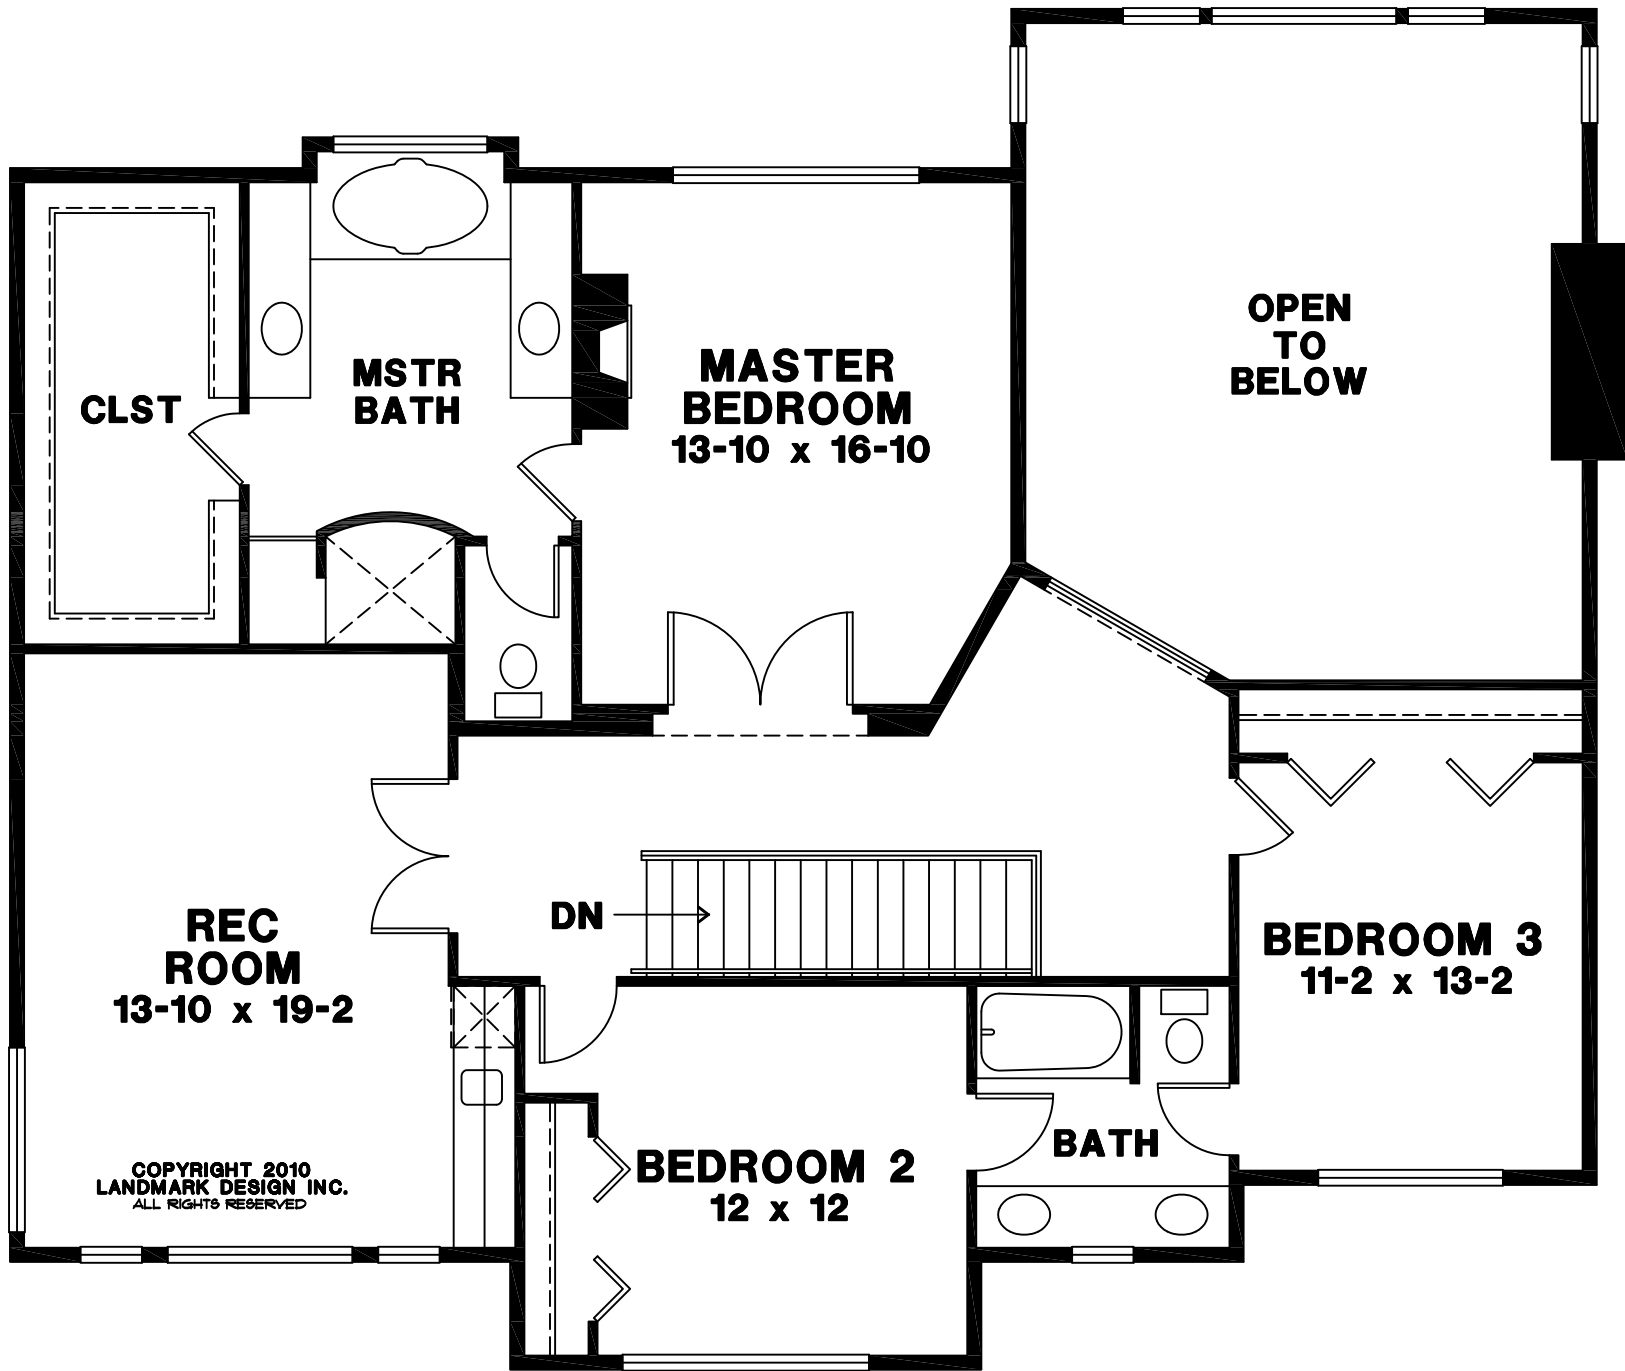 OPEN
TO
BELOW
MSTR
BATH
CLST
MASTER
BEDROOM
13-10 x 16-10
DN
REC
ROOM
13-10 x 19-2
BEDROOM 3
11-2 x 13-2
BATH
BEDROOM 2
12 x 12
COPYRIGHT 2010
LANDMARK DESIGN INC.
ALL RIGHTS RESERVED